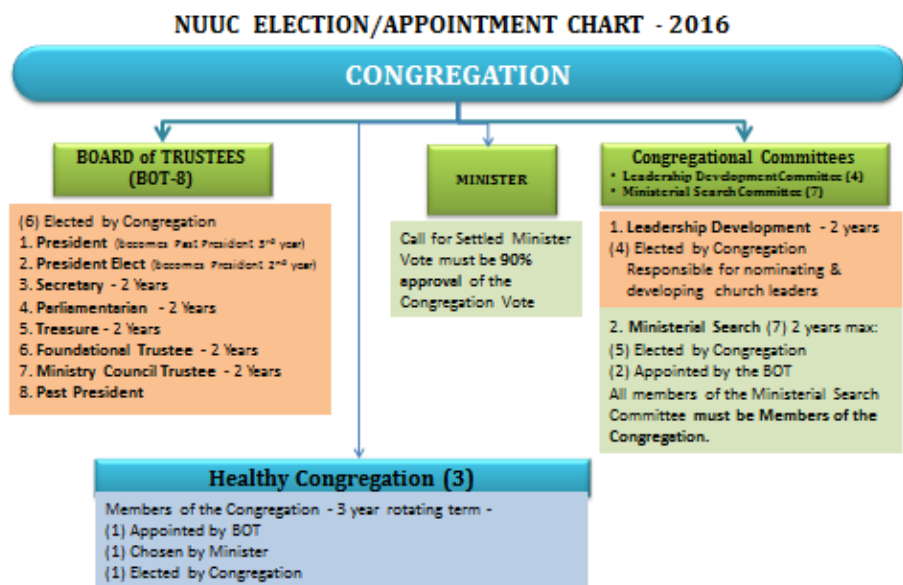 NUUC ELECTION/APPOINTMENT CHART - 2016
CONGREGATION
BOARD of TRUSTEES
(BOT-8)
(6) Elected by Congregation
1. President (becomes Past President 3rd year)
2. President Elect (becomes President 2nd year)
3. Secretary - 2 Years
4. Parliamentarian - 2 Years
5. Treasure - 2 Years
6. Foundational Trustee - 2 Years
7. Ministry Council Trustee - 2 Years
8. Past President
MINISTER
Call for Settled Minister
Vote must be 90%
approval of the
Congregation Vote
Congregational Committees
• Leadership Development Committee (4)
• Ministerial Search Committee (7)
1. Leadership Development - 2 years
(4) Elected by Congregation
Responsible for nominating &
developing church leaders
2. Ministerial Search (7) 2 years max:
(5) Elected by Congregation
(2) Appointed by the BOT
All members of the Ministerial Search
Committee must be Members of the
Congregation.
Healthy Congregation (3)
Members of the Congregation - 3 year rotating term -
(1) Appointed by BOT
(1) Chosen by Minister
(1) Elected by Congregation